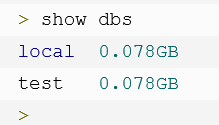 > show dbs
local  0.078GB
test   0.078GB
>